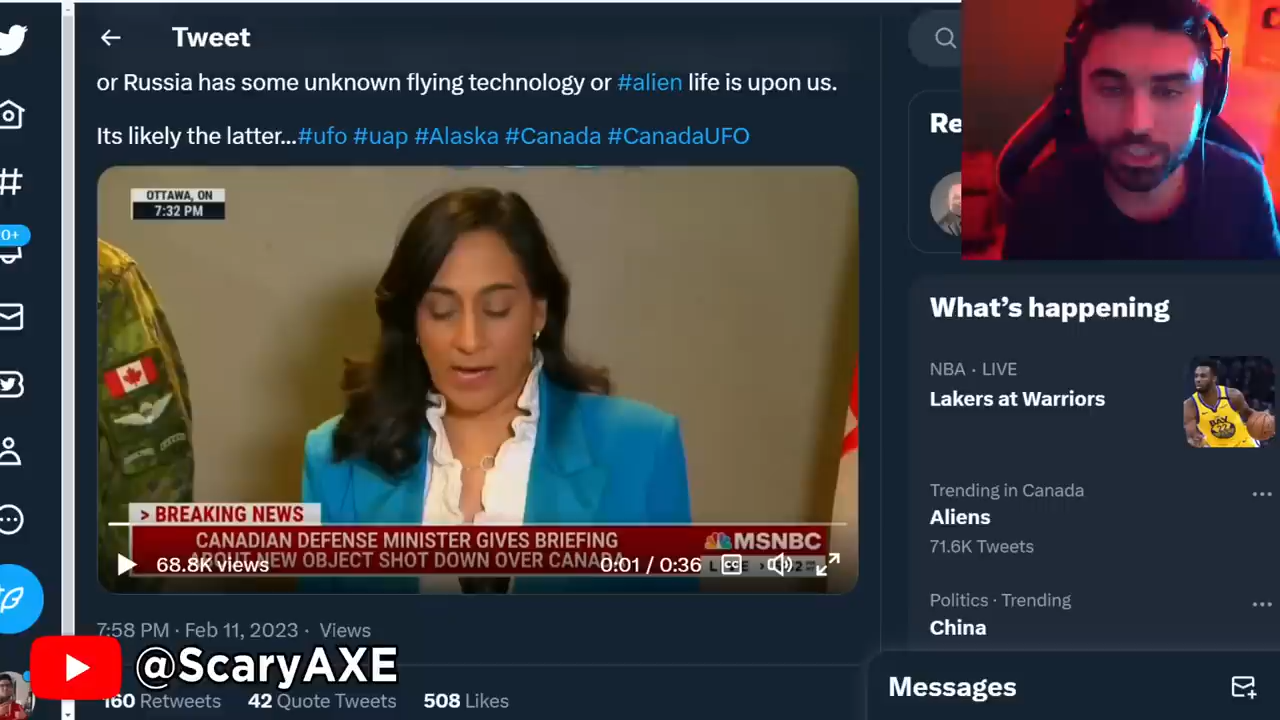 Tweet
or Russia has some unknown flying technology or #alien life is upon us.
Its likely the latter...#ufo #uap #Alaska #Canada #CanadaUFO
OTTAWA, ON
7:32 PM
> BREAKING NEWS
CANADIAN DEFENSE MINISTER GIVES BRIEFING
ABOUT NEW OBJECT SHOT DOWN OVER CANADA
MSNBC
68.8K views
0:01 / 0:36
CC
7:58 PM · Feb 11, 2023 · Views
@ScaryAXE
160 Retweets 42 Quote Tweets 508 Likes
What's happening
NBA · LIVE
Lakers at Warriors
Trending in Canada
Aliens
71.6K Tweets
Politics · Trending
China
Messages